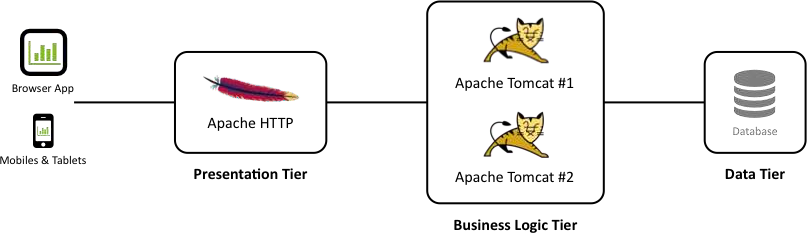 Browser App
Mobiles & Tablets
Apache HTTP
Presentation Tier
Apache Tomcat #1
Apache Tomcat #2
Business Logic Tier
Database
Data Tier